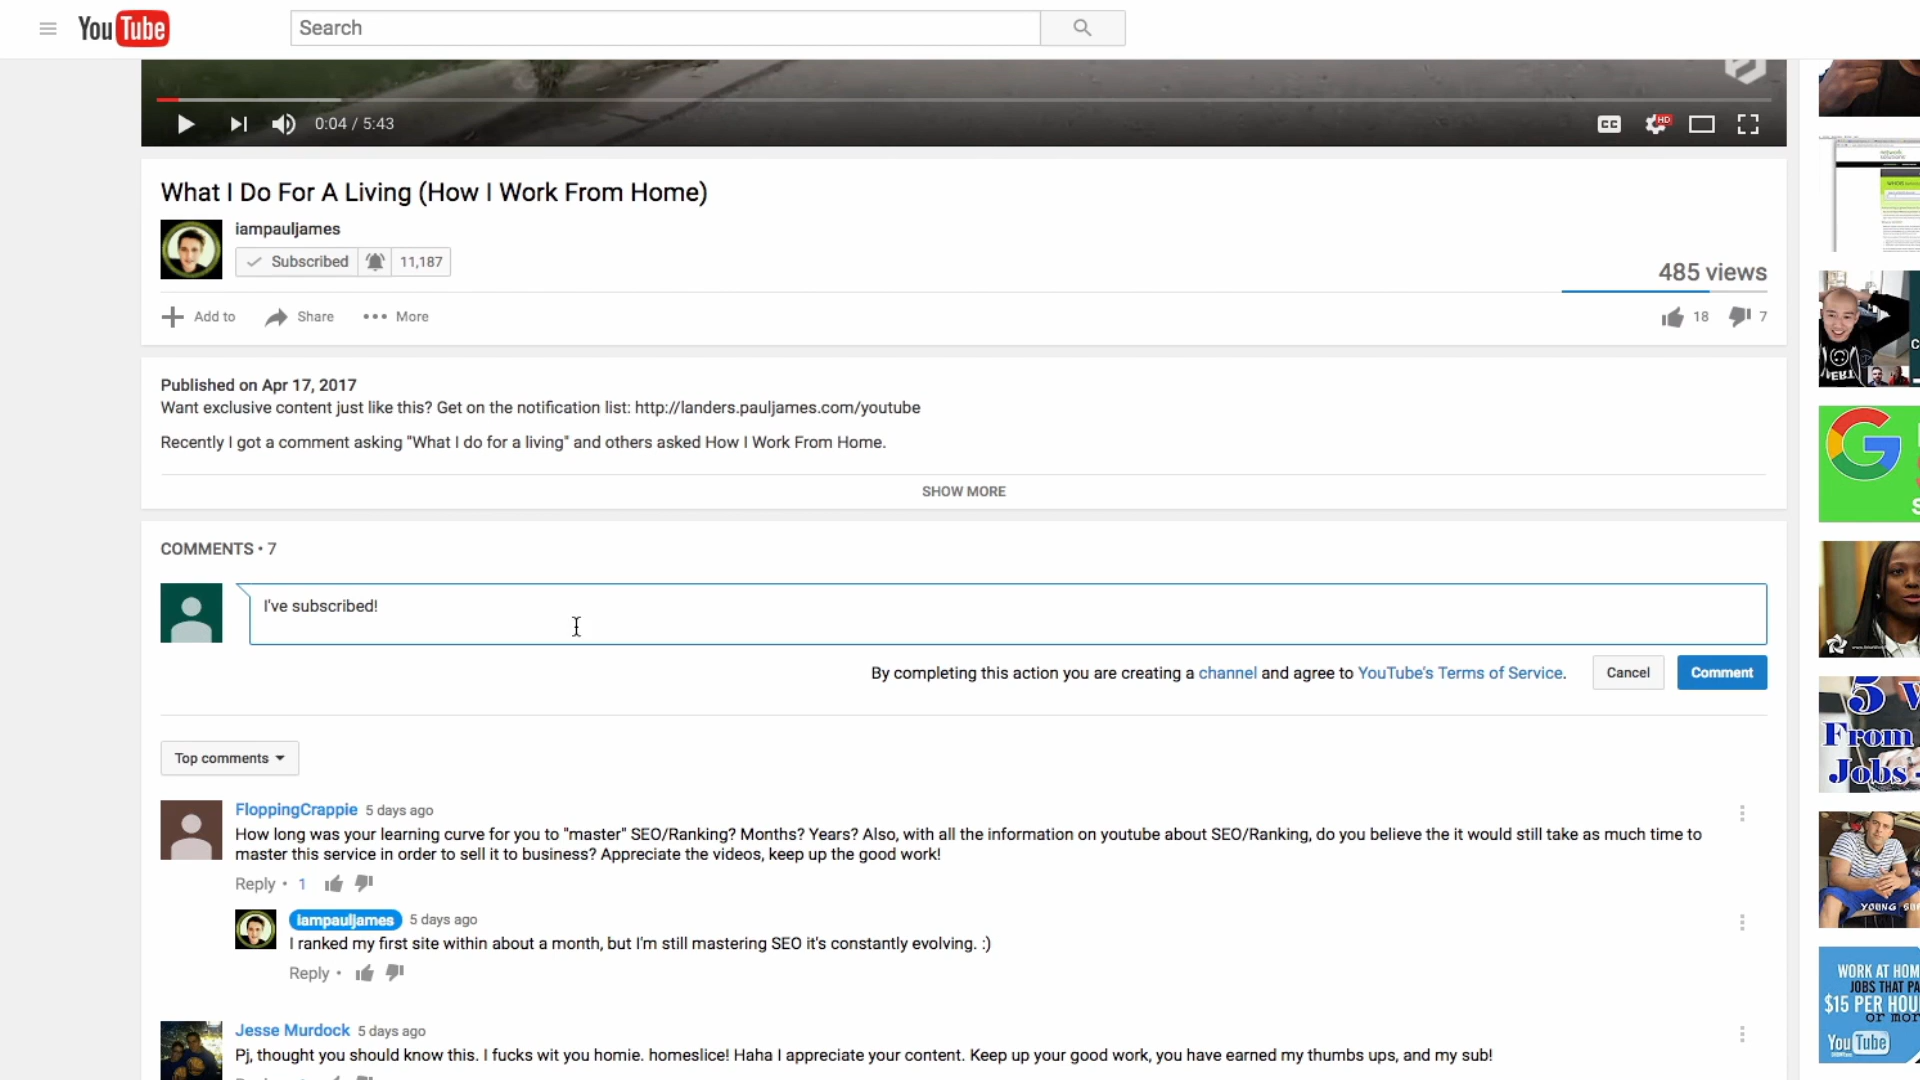 YouTube
Search
0:04 / 5:43
CC
HD
What I Do For A Living (How I Work From Home)
iampauljames
Subscribed 11,187
485 views
Add to Share More
18 7
Published on Apr 17, 2017
Want exclusive content just like this? Get on the notification list: http://landers.pauljames.com/youtube
Recently I got a comment asking "What I do for a living" and others asked How I Work From Home.
SHOW MORE
COMMENTS • 7
I've subscribed!
By completing this action you are creating a channel and agree to YouTube's Terms of Service.
Cancel
Comment
Top comments
FloppingCrappie 5 days ago
How long was your learning curve for you to "master" SEO/Ranking? Months? Years? Also, with all the information on youtube about SEO/Ranking, do you believe the it would still take as much time to
master this service in order to sell it to business? Appreciate the videos, keep up the good work!
Reply • 1
iampauljames 5 days ago
I ranked my first site within about a month, but I'm still mastering SEO it's constantly evolving. :)
Reply •
Jesse Murdock 5 days ago
Pj, thought you should know this. I fucks wit you homie. homeslice! Haha I appreciate your content. Keep up your good work, you have earned my thumbs ups, and my sub!
5
From
Jobs
YOUNG
WORK AT HOM
JOBS THAT PA
$15 PER HOU
or mor
YouTube